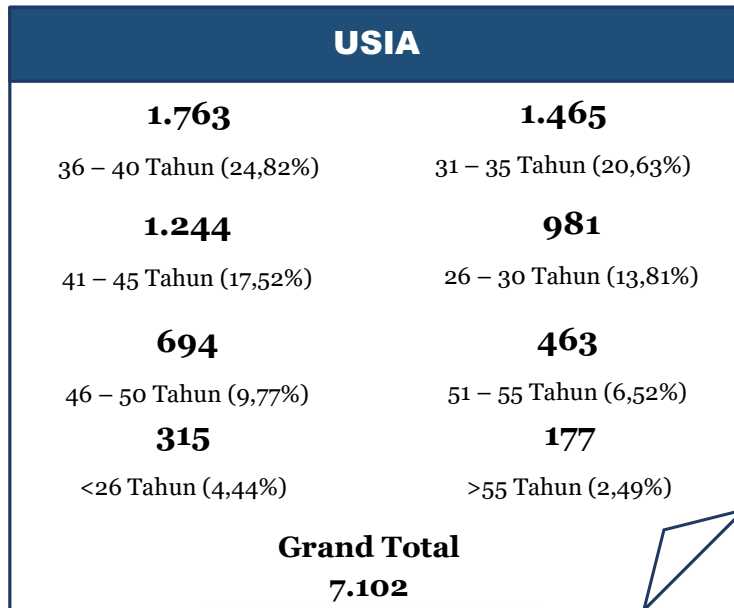 USIA
1.763
1.465
36 – 40 Tahun (24,82%)
31 – 35 Tahun (20,63%)
1.244
981
41 – 45 Tahun (17,52%)
26 – 30 Tahun (13,81%)
694
463
46 – 50 Tahun (9,77%)
51 – 55 Tahun (6,52%)
315
177
<26 Tahun (4,44%)
>55 Tahun (2,49%)
Grand Total
7.102